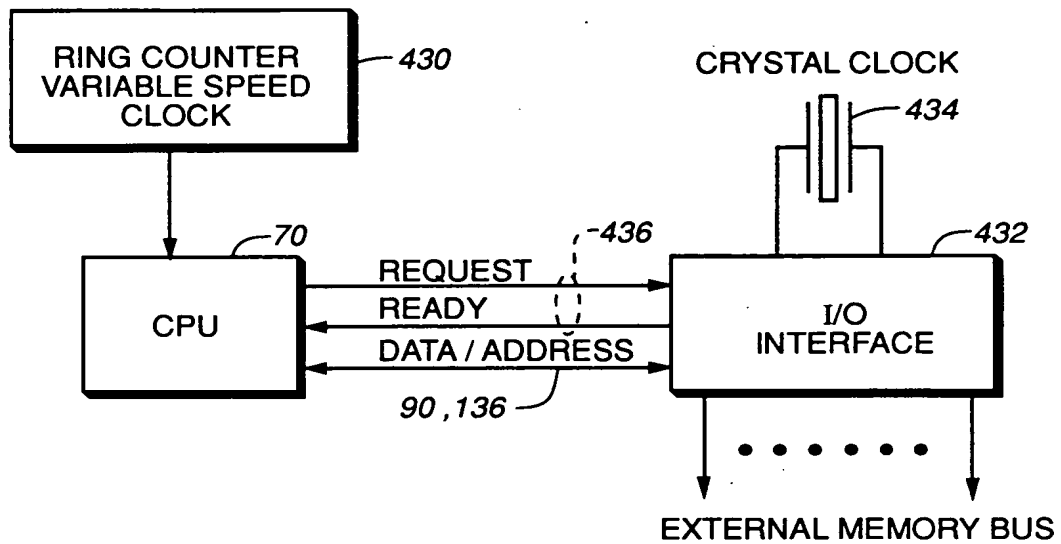 RING COUNTER
VARIABLE SPEED
CLOCK
430
CRYSTAL CLOCK
434
70
436
432
CPU
REQUEST
READY
DATA / ADDRESS
90 , 136
I/O
INTERFACE
EXTERNAL MEMORY BUS